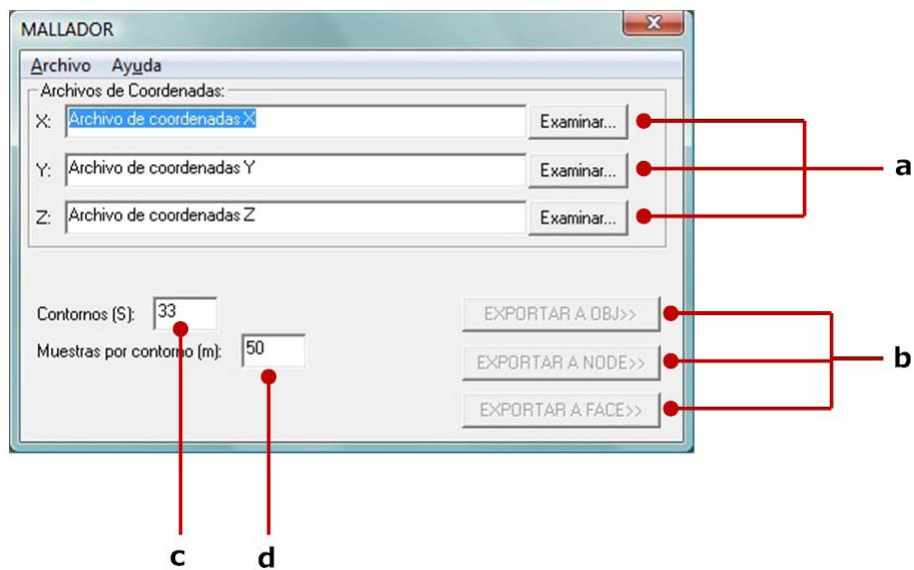 MALLADOR
Archivo Ayuda
Archivos de Coordenadas:
X: Archivo de coordenadas X Examinar...
Y: Archivo de coordenadas Y Examinar...
Z: Archivo de coordenadas Z Examinar...
a
Contornos (S): 33 EXPORTAR A OBJ>>
Muestras por contorno (m): 50 EXPORTAR A NODE>>
b
EXPORTAR A FACE>>
c d